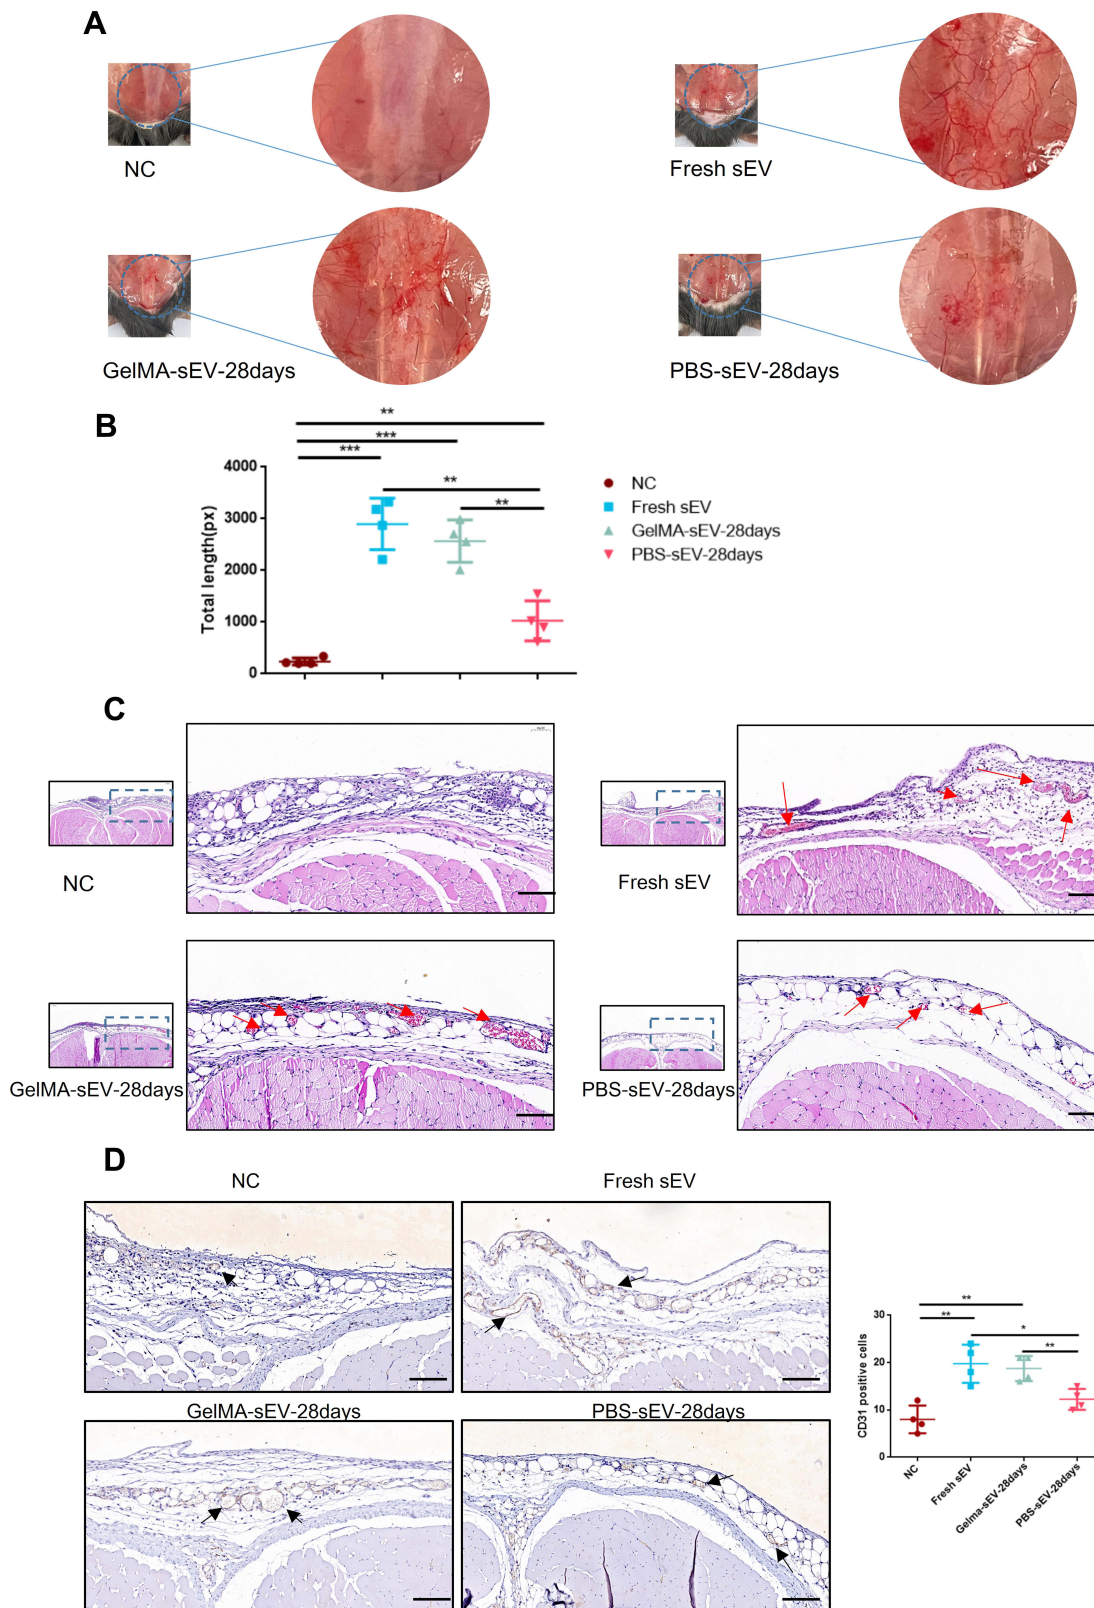 A
NC
Fresh sEV
GelMA-sEV-28days
PBS-sEV-28days
B
**
***
***
**
**
4000
3000
2000
1000
0
Total length(px)
NC
Fresh sEV
GelMA-sEV-28days
PBS-sEV-28days
C
NC
Fresh sEV
GelMA-sEV-28days
PBS-sEV-28days
D
NC
Fresh sEV
GelMA-sEV-28days
PBS-sEV-28days
**
**
*
**
30
20
10
0
CD31 positive cells
NC
Fresh sEV
Gelma-sEV-28days
PBS-sEV-28days